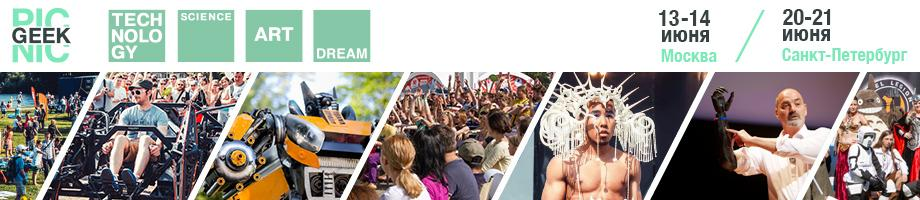 PIC
GEEK
NIC
TECH
NOLO
GY
SCIENCE
ART
DREAM
13-14
ИЮНЯ
Москва
20-21
ИЮНЯ
Санкт-Петербург